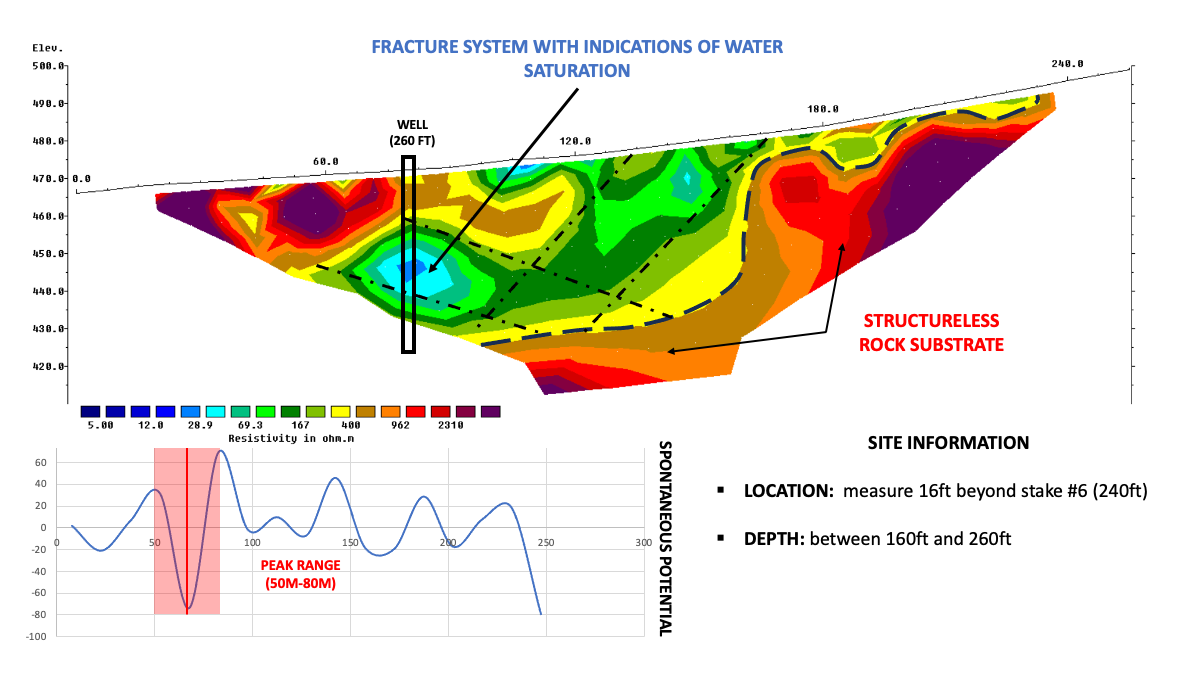 FRACTURE SYSTEM WITH INDICATIONS OF WATER
SATURATION
Elev.
500.0
490.0
480.0
470.0
460.0
450.0
440.0
430.0
420.0
0.0
60.0
120.0
180.0
240.0
WELL
(260 FT)
STRUCTURELESS
ROCK SUBSTRATE
5.00 12.0 28.9 69.3 167 400 962 2310
Resistivity in ohm.m
60
40
20
0
-20
-40
-60
-80
-100
0 50 100 150 200 250 300
PEAK RANGE
(50M-80M)
SPONTANEOUS POTENTIAL
SITE INFORMATION
▪ LOCATION: measure 16ft beyond stake #6 (240ft)
▪ DEPTH: between 160ft and 260ft